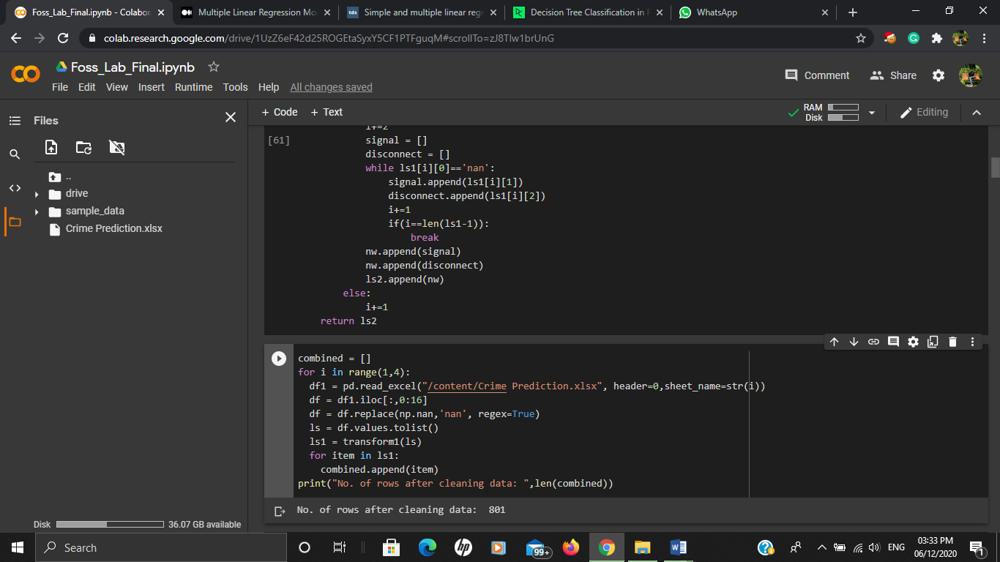 Foss_Lab_Final.ipynb - Colabor
Multiple Linear Regression Mo
tds
Simple and multiple linear reg
Decision Tree Classification in
WhatsApp
colab.research.google.com/drive/1UzZ6eF42d25ROGEtaSyxY5CF1PTFguqM#scrollTo=zJ8TIw1brUnG
Foss_Lab_Final.ipynb
Comment
Share
File Edit View Insert Runtime Tools Help All changes saved
Files
+ Code + Text
RAM
Disk
Editing
..
drive
sample_data
Crime Prediction.xlsx
Disk 36.07 GB available
i+=2
[61] signal = []
disconnect = []
while ls1[i][0]=='nan':
signal.append(ls1[i][1])
disconnect.append(ls1[i][2])
i+=1
if(i==len(ls1-1)):
break
nw.append(signal)
nw.append(disconnect)
ls2.append(nw)
else:
i+=1
return ls2
combined = []
for i in range(1,4):
df1 = pd.read_excel("/content/Crime Prediction.xlsx", header=0,sheet_name=str(i))
df = df1.iloc[:,0:16]
df = df.replace(np.nan,'nan', regex=True)
ls = df.values.tolist()
ls1 = transform1(ls)
for item in ls1:
combined.append(item)
print("No. of rows after cleaning data: ",len(combined))
No. of rows after cleaning data:  801
Search
99+
ENG
03:33 PM
06/12/2020
1